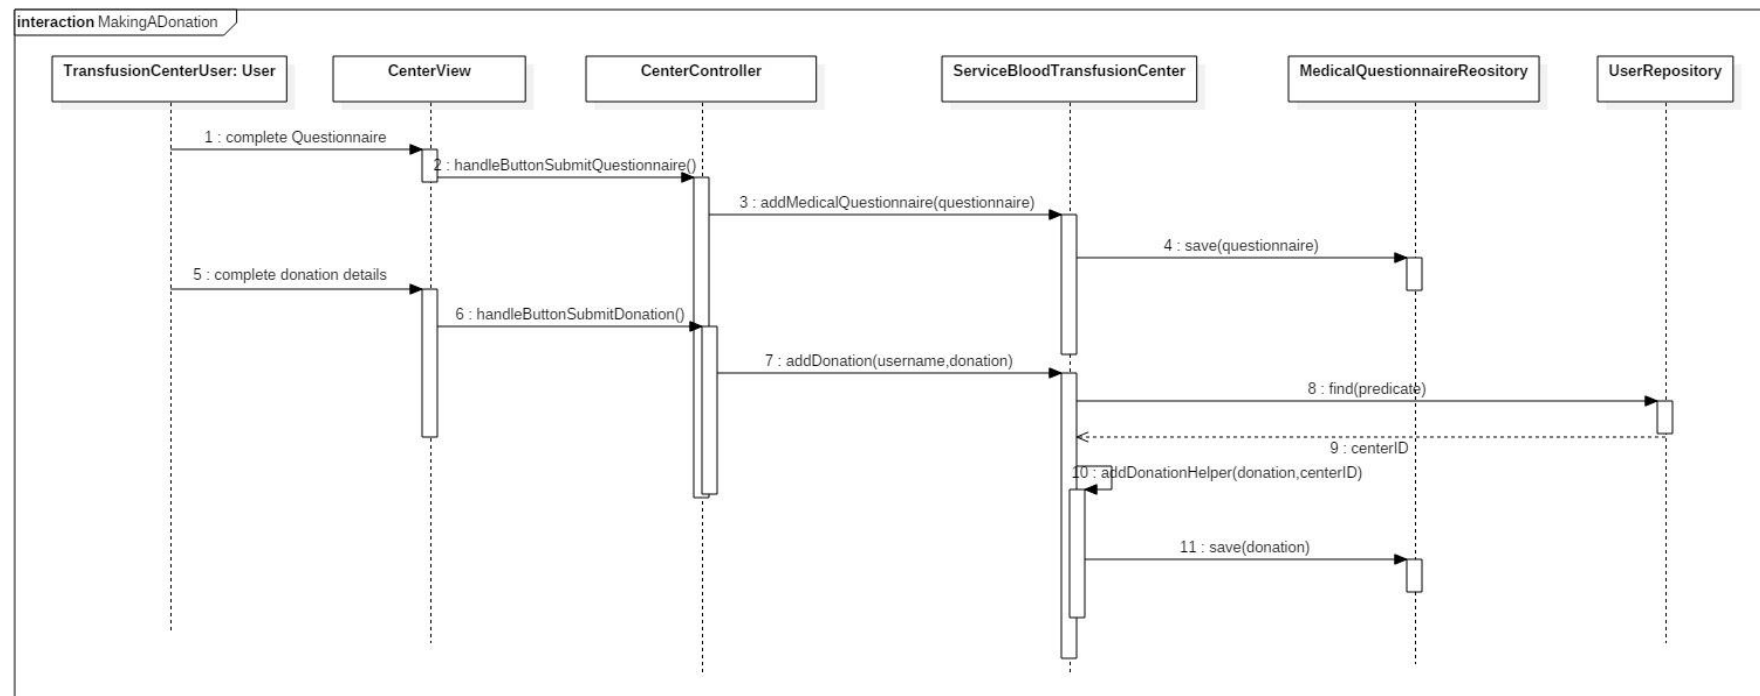 interaction MakingADonation
TransfusionCenterUser: User
CenterView
CenterController
ServiceBloodTransfusionCenter
MedicalQuestionnaireReository
UserRepository
1 : complete Questionnaire
2 : handleButtonSubmitQuestionnaire()
3 : addMedicalQuestionnaire(questionnaire)
4 : save(questionnaire)
5 : complete donation details
6 : handleButtonSubmitDonation()
7 : addDonation(username,donation)
8 : find(predicate)
9 : centerID
10 : addDonationHelper(donation,centerID)
11 : save(donation)